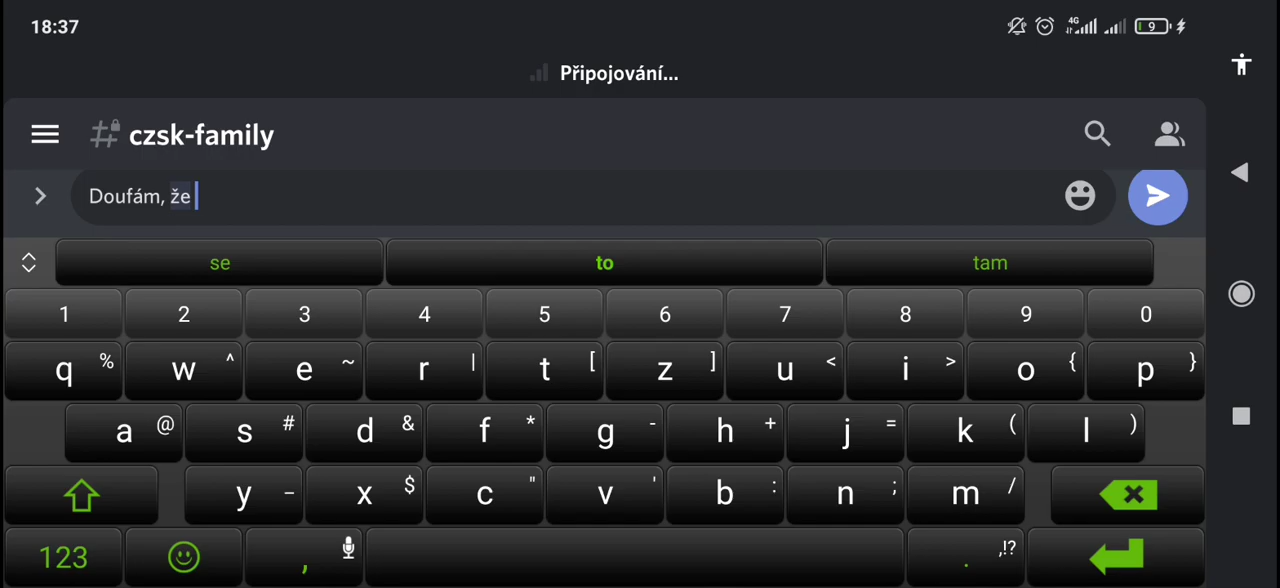 18:37
4G
9
Připojování...
czsk-family
Doufám, že
se to tam
1 2 3 4 5 6 7 8 9 0
q % w ^ e ~ r | t [ z ] u < i > o { p }
a @ s # d & f * g - h + j = k ( l )
y _ x $ c " v ' b : n ; m /
123 , . ,!?